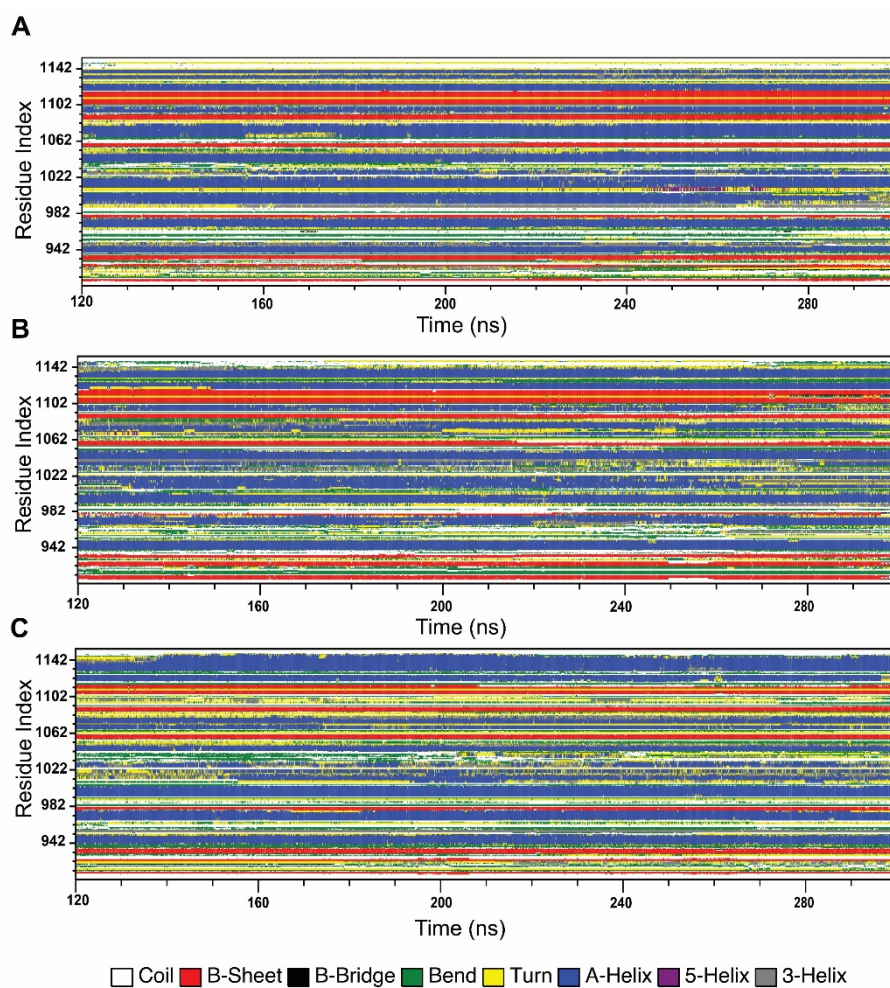 A
Residue Index
1142
1102
1062
1022
982
942
120 160 200 240 280
Time (ns)
B
Residue Index
1142
1102
1062
1022
982
942
120 160 200 240 280
Time (ns)
C
Residue Index
1142
1102
1062
1022
982
942
120 160 200 240 280
Time (ns)
Coil B-Sheet B-Bridge Bend Turn A-Helix 5-Helix 3-Helix